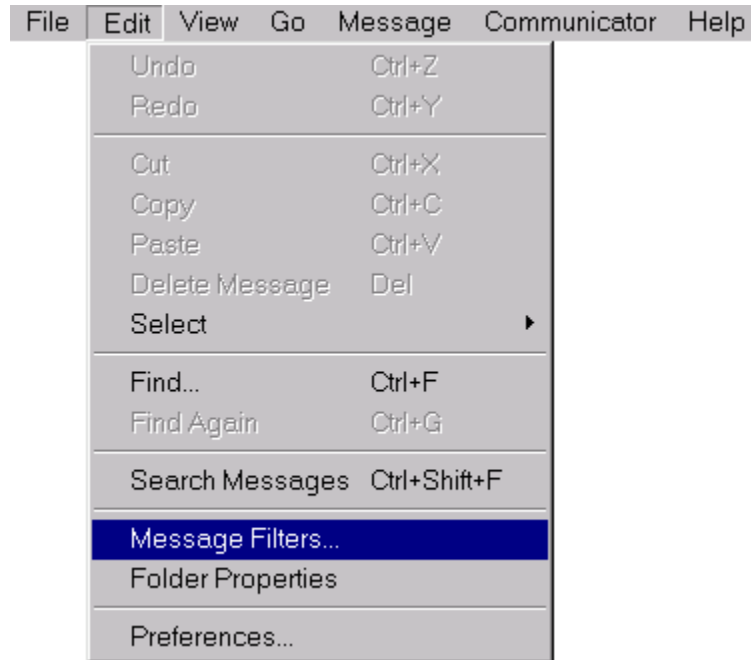 File Edit View Go Message Communicator Help
Undo Ctrl+Z
Redo Ctrl+Y
Cut Ctrl+X
Copy Ctrl+C
Paste Ctrl+V
Delete Message Del
Select
Find... Ctrl+F
Find Again Ctrl+G
Search Messages Ctrl+Shift+F
Message Filters...
Folder Properties
Preferences...